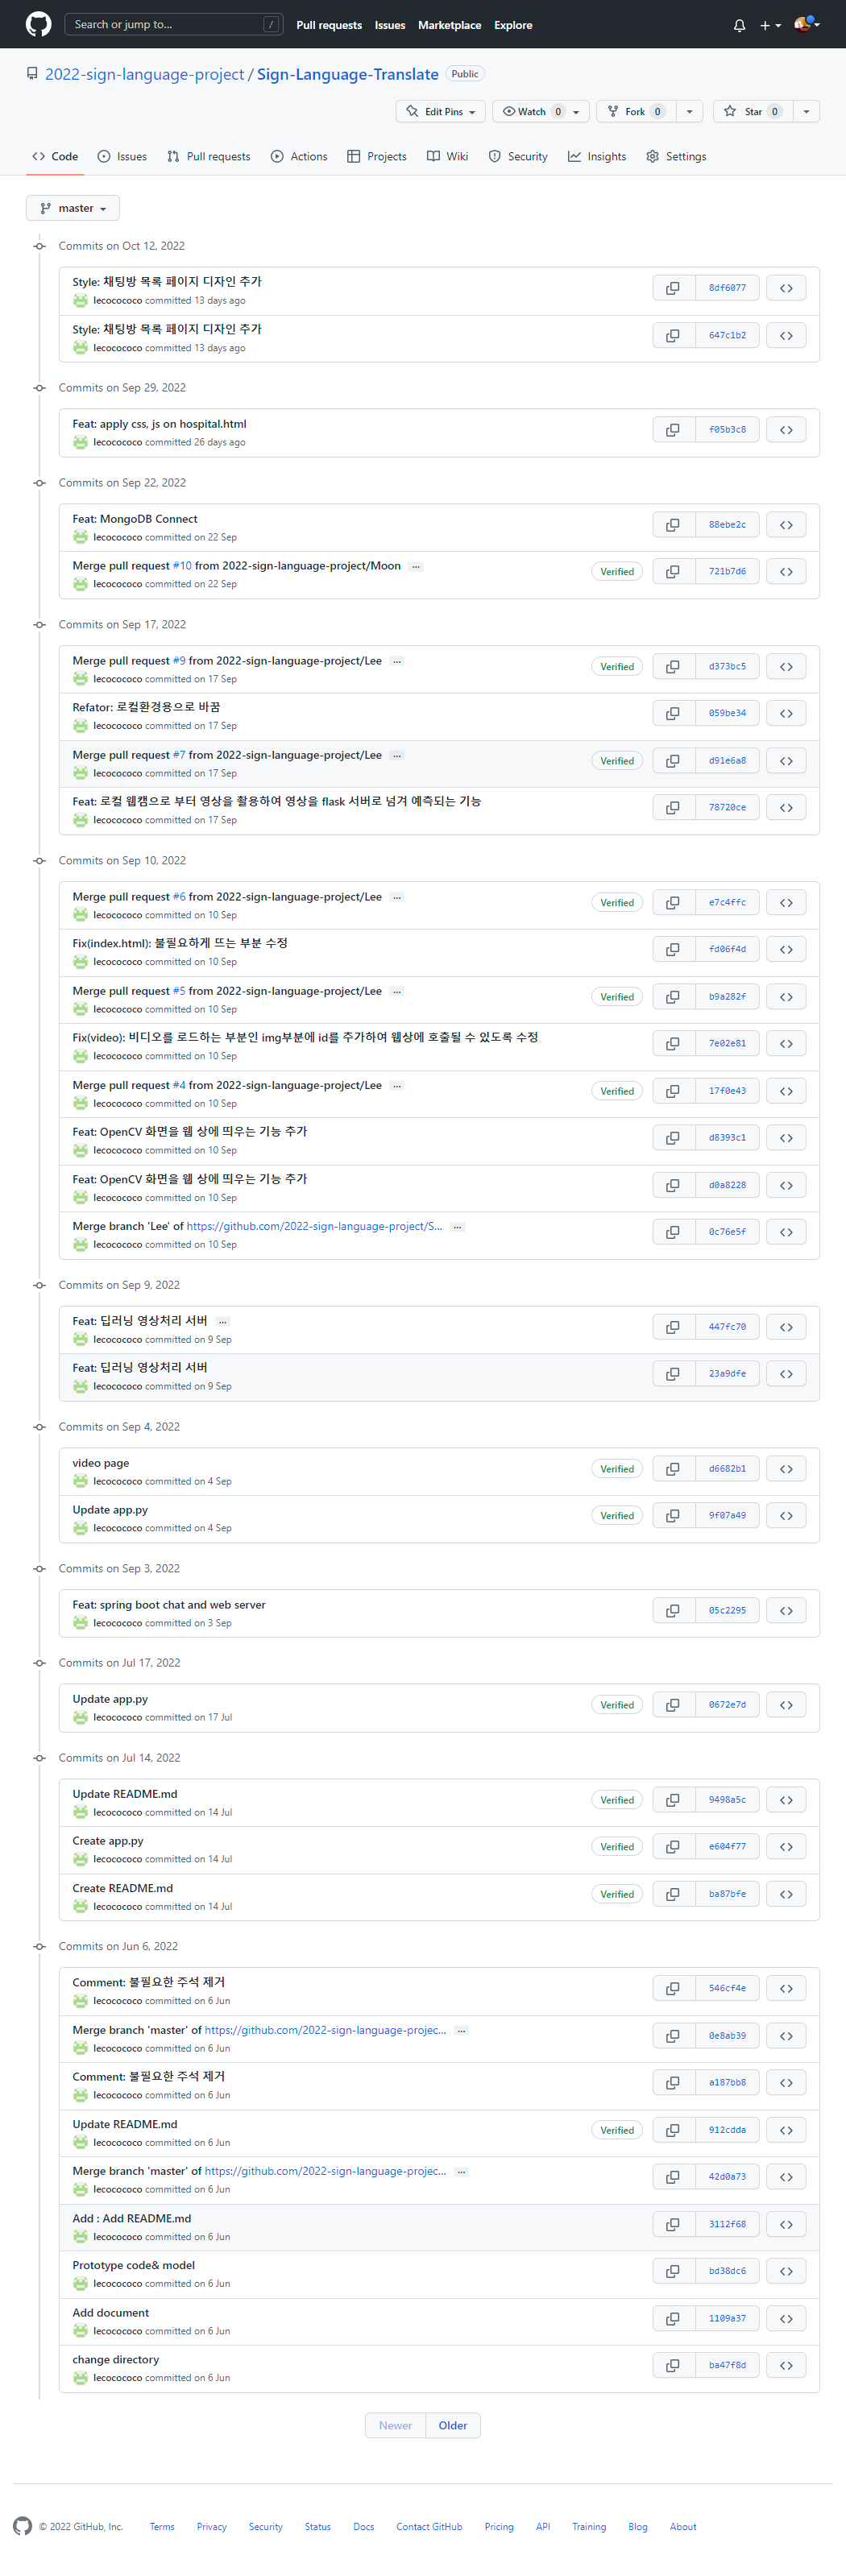 Search or jump to... /
Pull requests Issues Marketplace Explore
2022-sign-language-project / Sign-Language-Translate Public
Edit Pins Watch 0 Fork 0 Star 0
Code Issues Pull requests Actions Projects Wiki Security Insights Settings
master
Commits on Oct 12, 2022
Style: 채팅방 목록 페이지 디자인 추가
lecocococo committed 13 days ago
8df6077
Style: 채팅방 목록 페이지 디자인 추가
lecocococo committed 13 days ago
647c1b2
Commits on Sep 29, 2022
Feat: apply css, js on hospital.html
lecocococo committed 26 days ago
f05b3c8
Commits on Sep 22, 2022
Feat: MongoDB Connect
lecocococo committed on 22 Sep
88ebe2c
Merge pull request #10 from 2022-sign-language-project/Moon ...
lecocococo committed on 22 Sep
Verified 721b7d6
Commits on Sep 17, 2022
Merge pull request #9 from 2022-sign-language-project/Lee ...
lecocococo committed on 17 Sep
Verified d373bc5
Refator: 로컬환경용으로 바꿈
lecocococo committed on 17 Sep
059be34
Merge pull request #7 from 2022-sign-language-project/Lee ...
lecocococo committed on 17 Sep
Verified d91e6a8
Feat: 로컬 웹캠으로 부터 영상을 촬용하여 영상을 flask 서버로 넘겨 예측되는 기능
lecocococo committed on 17 Sep
78720ce
Commits on Sep 10, 2022
Merge pull request #6 from 2022-sign-language-project/Lee ...
lecocococo committed on 10 Sep
Verified e7c4ffc
Fix(index.html): 불필요하게 뜨는 부분 수정
lecocococo committed on 10 Sep
fd06f4d
Merge pull request #5 from 2022-sign-language-project/Lee ...
lecocococo committed on 10 Sep
Verified b9a282f
Fix(video): 비디오를 로드하는 부분인 img부분에 id를 추가하여 웹상에 호출될 수 있도록 수정
lecocococo committed on 10 Sep
7e02e81
Merge pull request #4 from 2022-sign-language-project/Lee ...
lecocococo committed on 10 Sep
Verified 17f0e43
Feat: OpenCV 화면을 웹 상에 띄우는 기능 추가
lecocococo committed on 10 Sep
d8393c1
Feat: OpenCV 화면을 웹 상에 띄우는 기능 추가
lecocococo committed on 10 Sep
d0a8228
Merge branch 'Lee' of https://github.com/2022-sign-language-project/S... ...
lecocococo committed on 10 Sep
0c76e5f
Commits on Sep 9, 2022
Feat: 딥러닝 영상처리 서버 ...
lecocococo committed on 9 Sep
447fc70
Feat: 딥러닝 영상처리 서버
lecocococo committed on 9 Sep
23a9dfe
Commits on Sep 4, 2022
video page
lecocococo committed on 4 Sep
Verified d6682b1
Update app.py
lecocococo committed on 4 Sep
Verified 9f07a49
Commits on Sep 3, 2022
Feat: spring boot chat and web server
lecocococo committed on 3 Sep
05c2295
Commits on Jul 17, 2022
Update app.py
lecocococo committed on 17 Jul
Verified 0672e7d
Commits on Jul 14, 2022
Update README.md
lecocococo committed on 14 Jul
Verified 9498a5c
Create app.py
lecocococo committed on 14 Jul
Verified e604f77
Create README.md
lecocococo committed on 14 Jul
Verified ba87bfe
Commits on Jun 6, 2022
Comment: 불필요한 주석 제거
lecocococo committed on 6 Jun
546cf4e
Merge branch 'master' of https://github.com/2022-sign-language-projec... ...
lecocococo committed on 6 Jun
0e8ab39
Comment: 불필요한 주석 제거
lecocococo committed on 6 Jun
a187bb8
Update README.md
lecocococo committed on 6 Jun
Verified 912cdda
Merge branch 'master' of https://github.com/2022-sign-language-projec... ...
lecocococo committed on 6 Jun
42d0a73
Add : Add README.md
lecocococo committed on 6 Jun
3112f68
Prototype code& model
lecocococo committed on 6 Jun
bd38dc6
Add document
lecocococo committed on 6 Jun
1109a37
change directory
lecocococo committed on 6 Jun
ba47f8d
Newer Older
© 2022 GitHub, Inc. Terms Privacy Security Status Docs Contact GitHub Pricing API Training Blog About